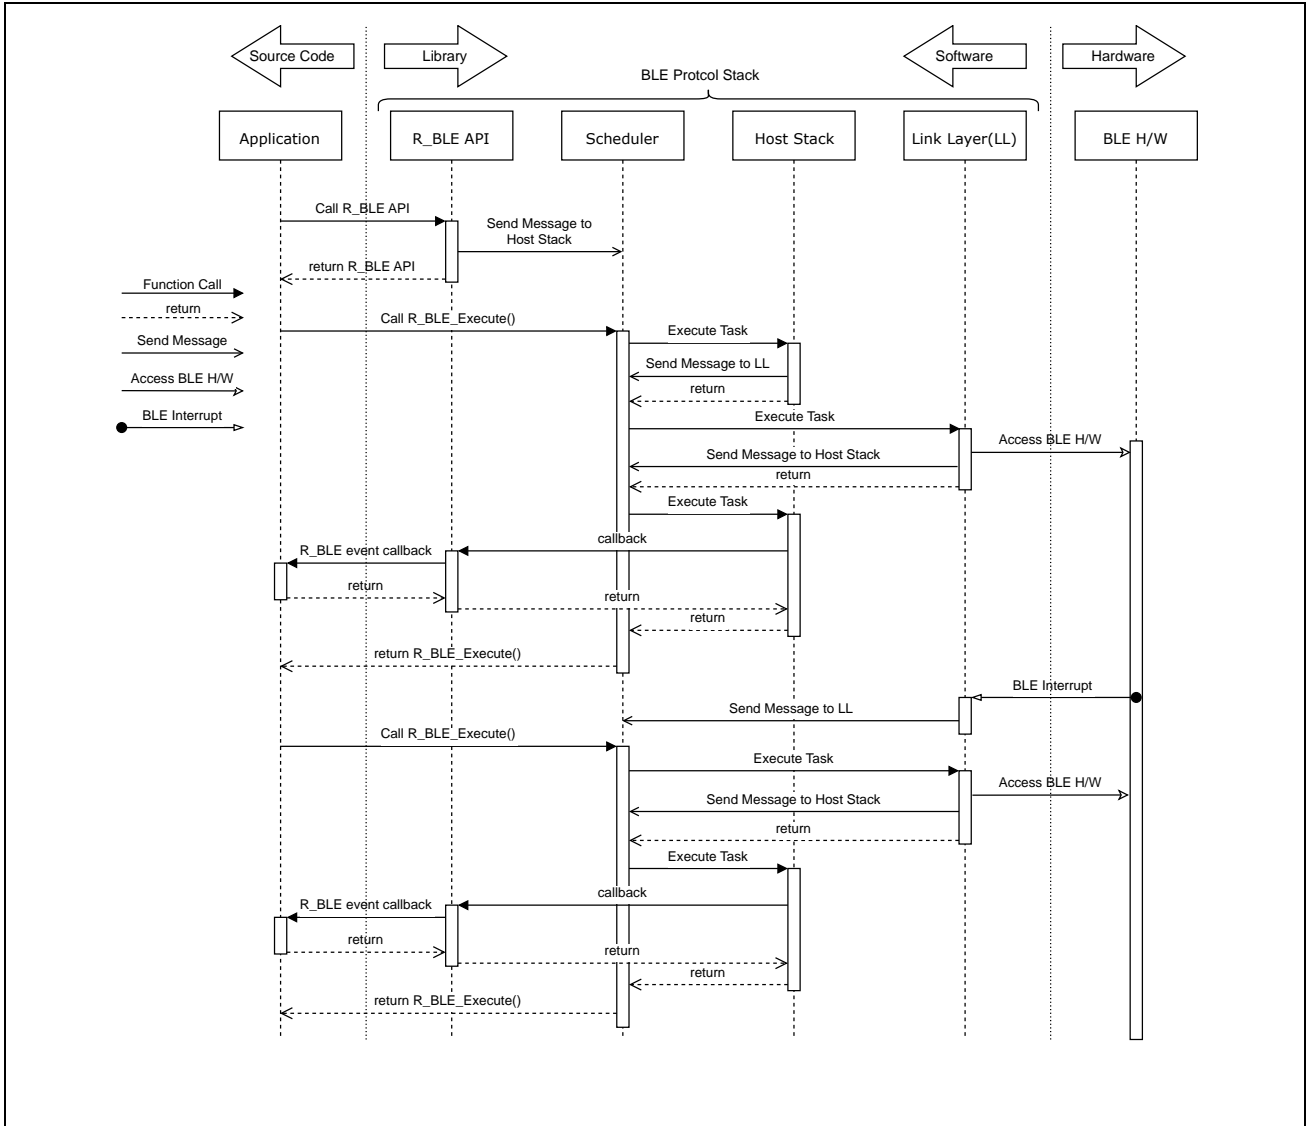 Source Code
Library
Software
Hardware
BLE Protcol Stack
Application
R_BLE API
Scheduler
Host Stack
Link Layer(LL)
BLE H/W
Call R_BLE API
Send Message to
Host Stack
return R_BLE API
Function Call
return
Send Message
Access BLE H/W
BLE Interrupt
Call R_BLE_Execute()
Execute Task
Send Message to LL
return
Execute Task
Access BLE H/W
Send Message to Host Stack
return
Execute Task
callback
R_BLE event callback
return
return
return
return R_BLE_Execute()
BLE Interrupt
Send Message to LL
Call R_BLE_Execute()
Execute Task
Access BLE H/W
Send Message to Host Stack
return
Execute Task
callback
R_BLE event callback
return
return
return
return R_BLE_Execute()